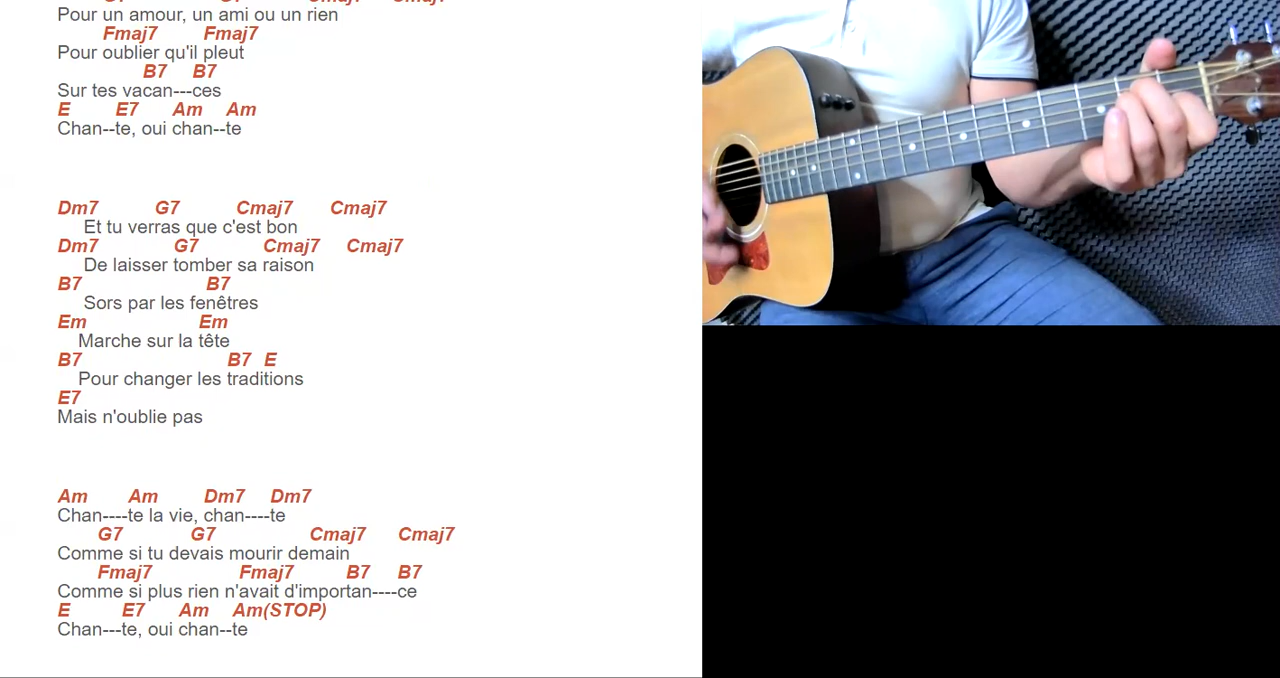 Pour un amour, un ami ou un rien
Fmaj7 Fmaj7
Pour oublier qu'il pleut
B7 B7
Sur tes vacan---ces
E E7 Am Am
Chan--te, oui chan--te
Dm7 G7 Cmaj7 Cmaj7
Et tu verras que c'est bon
Dm7 G7 Cmaj7 Cmaj7
De laisser tomber sa raison
B7 B7
Sors par les fenêtres
Em Em
Marche sur la tête
B7 B7 E
Pour changer les traditions
E7
Mais n'oublie pas
Am Am Dm7 Dm7
Chan----te la vie, chan----te
G7 G7 Cmaj7 Cmaj7
Comme si tu devais mourir demain
Fmaj7 Fmaj7 B7 B7
Comme si plus rien n'avait d'importan----ce
E E7 Am Am(STOP)
Chan---te, oui chan--te